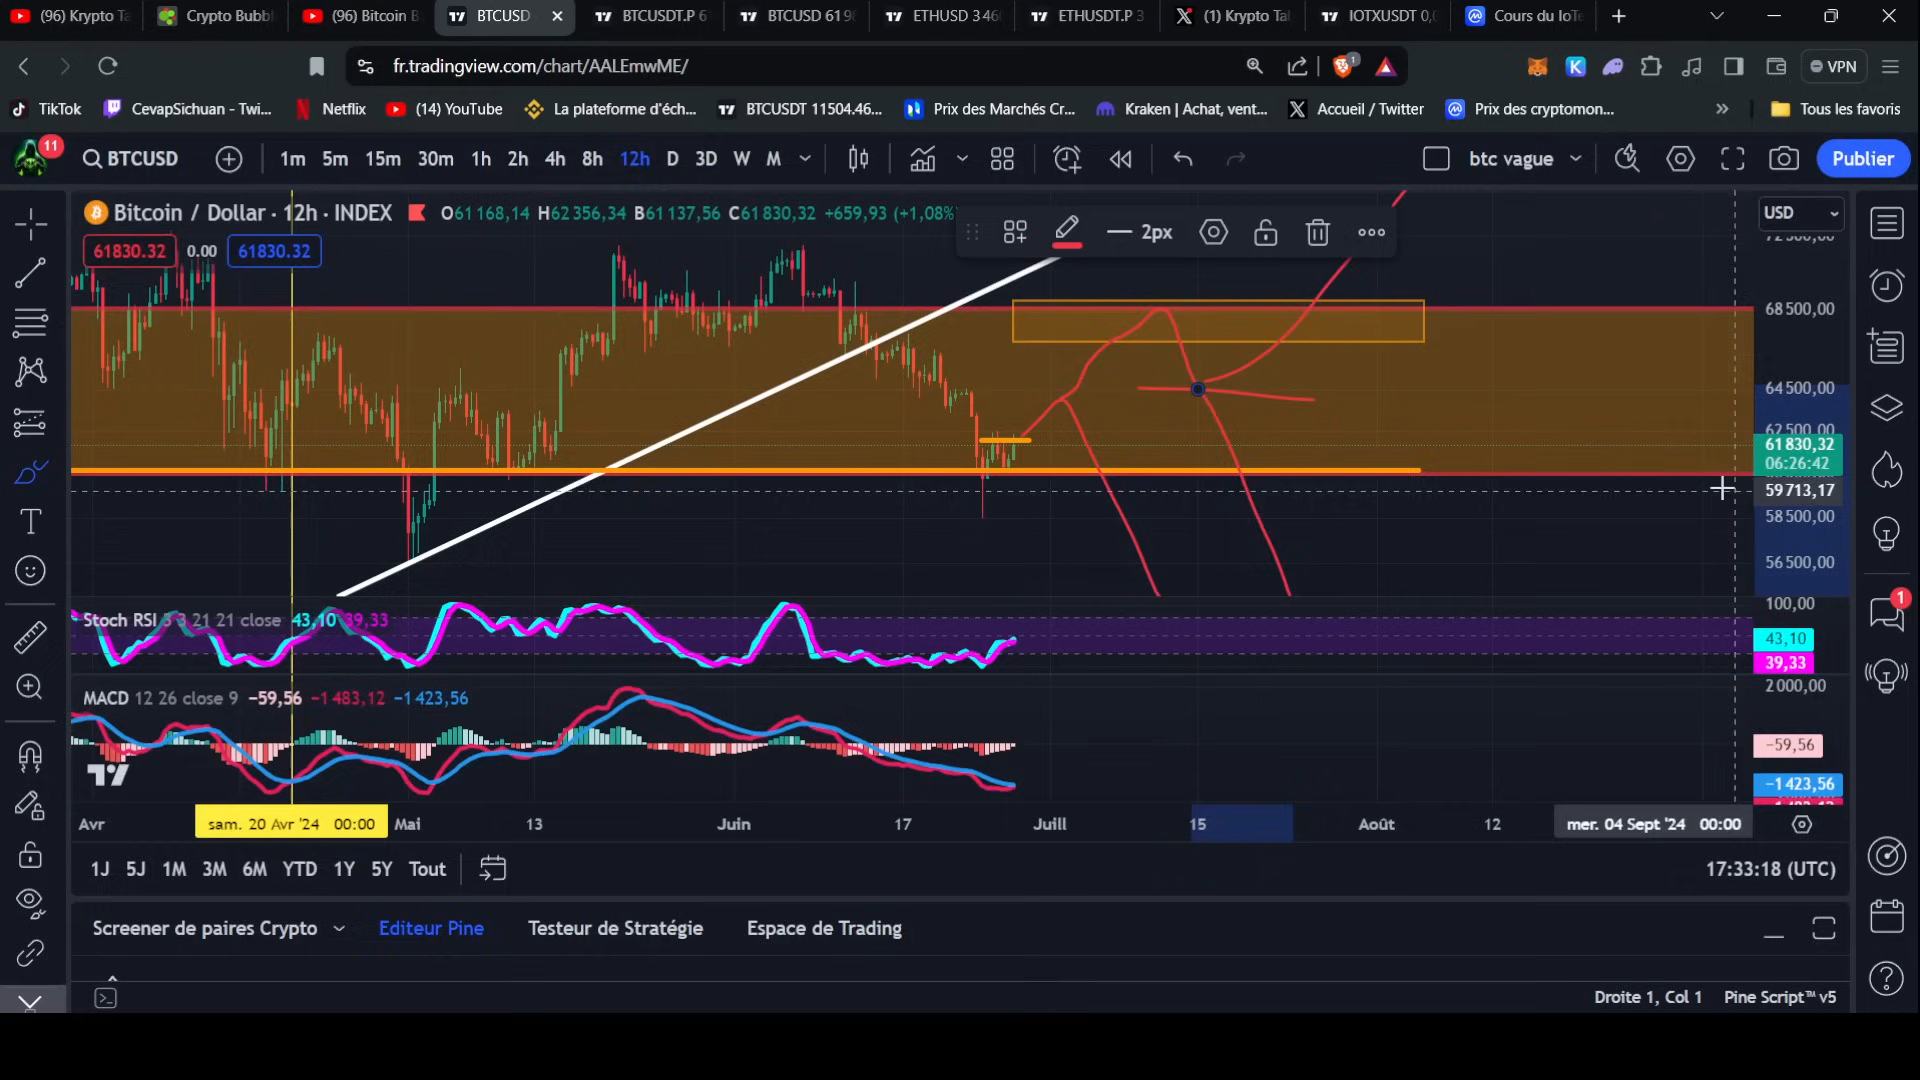 (96) Krypto Ta
Crypto Bubb
(96) Bitcoin B
BTCUSD
BTCUSDT.P 6
BTCUSD 61 98
ETHUSD 3 46
ETHUSDT.P 3
(1) Krypto Tal
IOTXUSDT 0,0
Cours du IoTe
fr.tradingview.com/chart/AALEmwME/
1
VPN
TikTok
CevapSichuan - Twi...
Netflix
(14) YouTube
La plateforme d'éch...
BTCUSDT 11504.46...
Prix des Marchés Cr...
Kraken | Achat, vent...
Accueil / Twitter
Prix des cryptomon...
Tous les favoris
11
BTCUSD
1m 5m 15m 30m 1h 2h 4h 8h 12h D 3D W M
btc vague
Publier
Bitcoin / Dollar · 12h · INDEX
O61 168,14 H62 356,34 B61 137,56 C61 830,32 +659,93 (+1,08%
USD
2px
61830.32
0.00
61830.32
68 500,00
64 500,00
62 500,00
61 830,32
06:26:42
59 713,17
58 500,00
56 500,00
Stoch RSI 3 3 21 21 close 43,10 39,33
100,00
43,10
39,33
1
MACD 12 26 close 9 −59,56 −1 483,12 −1 423,56
2 000,00
−59,56
−1 423,56
Avr
sam. 20 Avr '24 00:00
Mai
13
Juin
17
Juill
15
Août
12
mer. 04 Sept '24 00:00
1J 5J 1M 3M 6M YTD 1Y 5Y Tout
17:33:18 (UTC)
Screener de paires Crypto
Editeur Pine
Testeur de Stratégie
Espace de Trading
Droite 1, Col 1
Pine Script™ v5